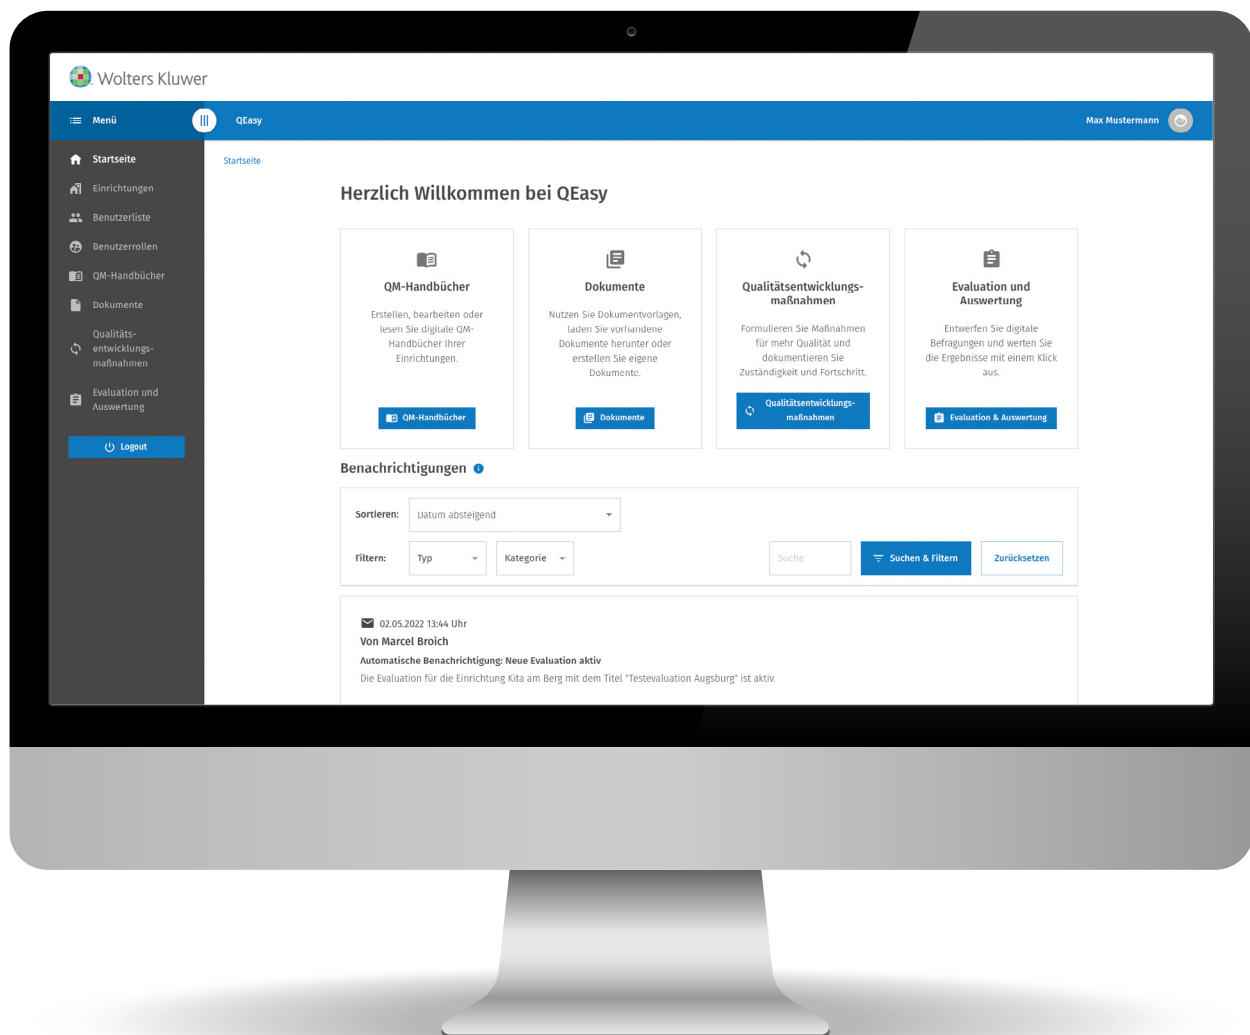 Wolters Kluwer
Menü
QEasy
Max Mustermann
Startseite
Einrichtungen
Benutzerliste
Benutzerrollen
QM-Handbücher
Dokumente
Qualitäts-
entwicklungs-
maßnahmen
Evaluation und
Auswertung
Logout
Startseite
Herzlich Willkommen bei QEasy
QM-Handbücher
Erstellen, bearbeiten oder
lesen Sie digitale QM-
Handbücher Ihrer
Einrichtungen.
QM-Handbücher
Dokumente
Nutzen Sie Dokumentvorlagen,
laden Sie vorhandene
Dokumente herunter oder
erstellen Sie eigene
Dokumente.
Dokumente
Qualitätsentwicklungs-
maßnahmen
Formulieren Sie Maßnahmen
für mehr Qualität und
dokumentieren Sie
Zuständigkeit und Fortschritt.
Qualitätsentwicklungs-
maßnahmen
Evaluation und
Auswertung
Entwerfen Sie digitale
Befragungen und werten Sie
die Ergebnisse mit einem Klick
aus.
Evaluation & Auswertung
Benachrichtigungen
Sortieren: Datum absteigend
Filtern: Typ Kategorie Suche Suchen & Filtern Zurücksetzen
02.05.2022 13:44 Uhr
Von Marcel Broich
Automatische Benachrichtigung: Neue Evaluation aktiv
Die Evaluation für die Einrichtung Kita am Berg mit dem Titel "Testevaluation Augsburg" ist aktiv.